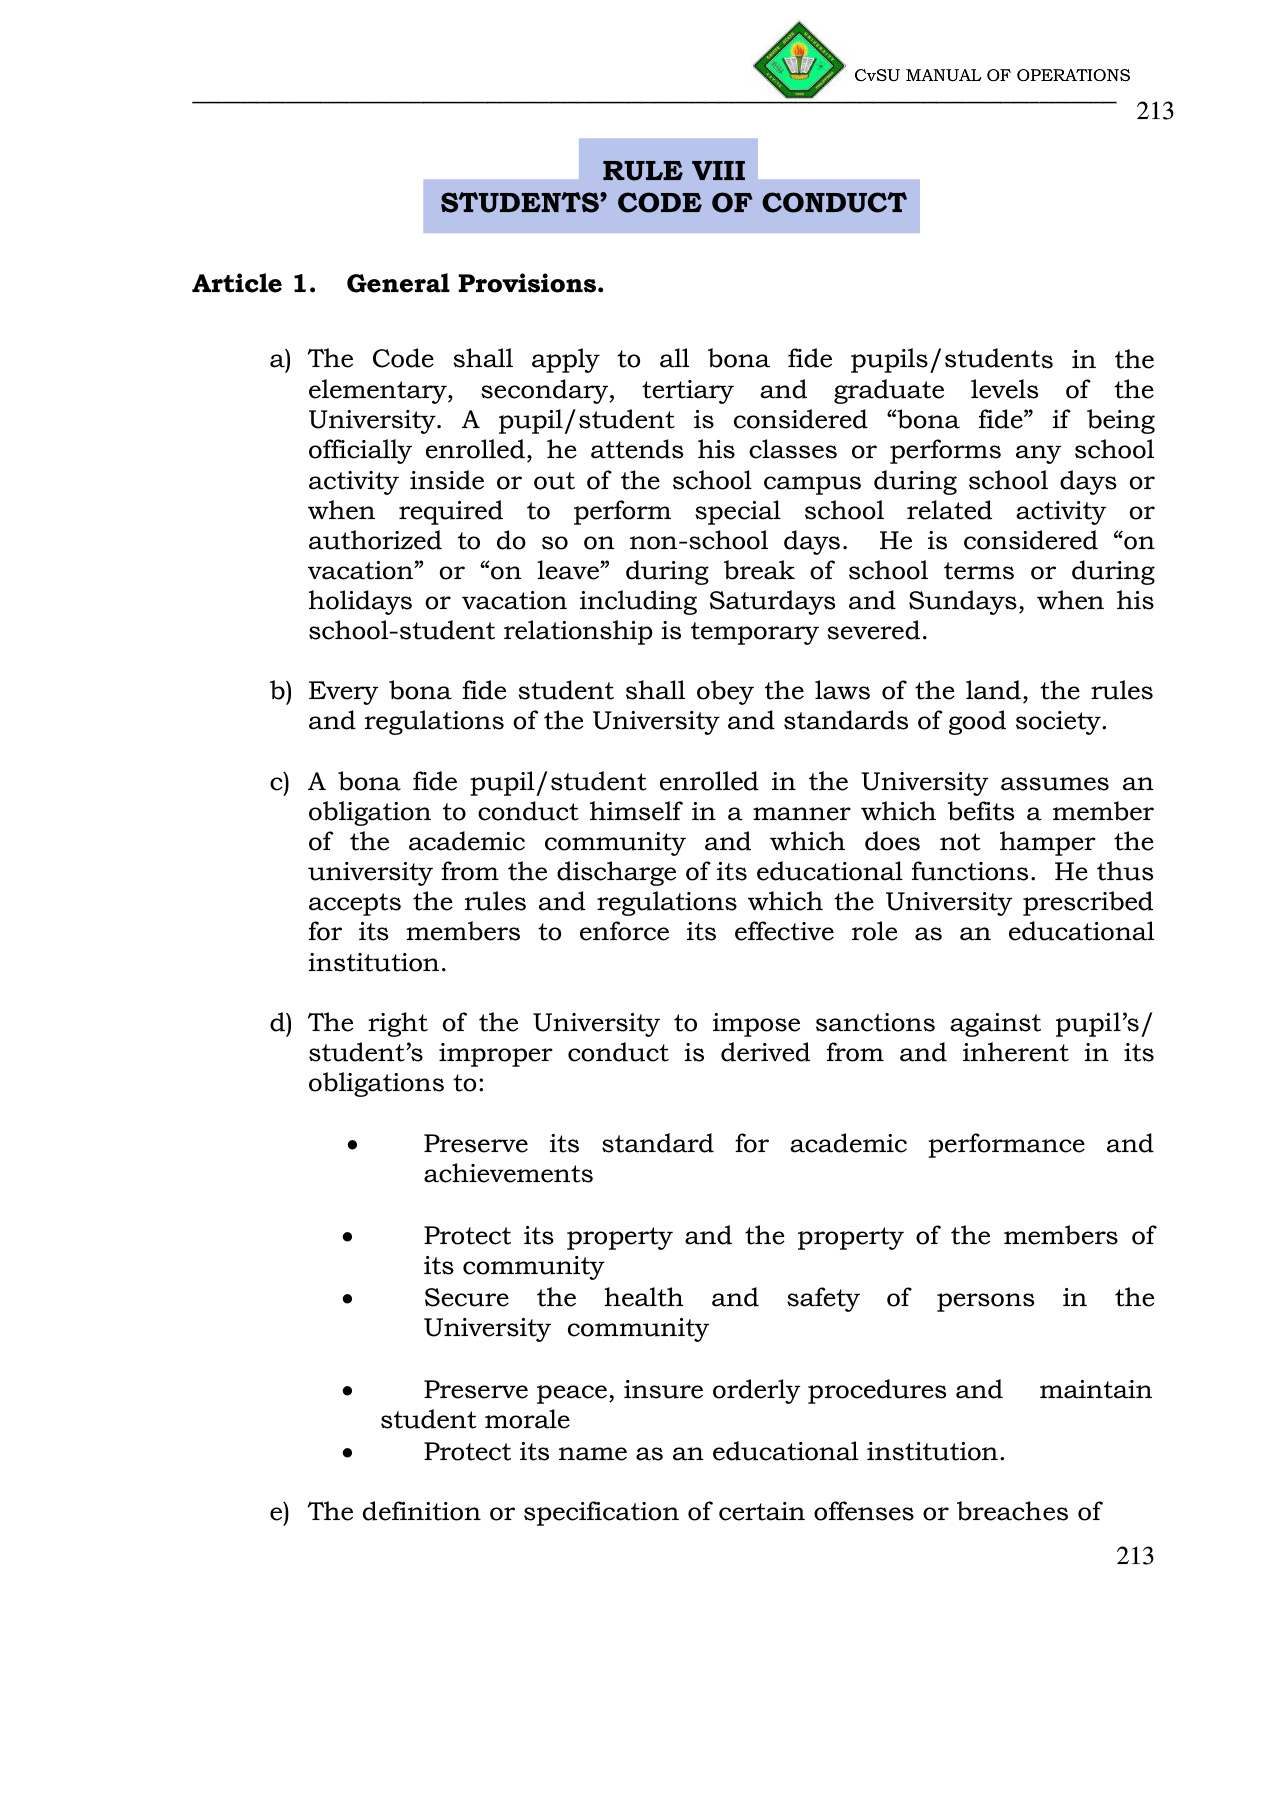 CvSU MANUAL OF OPERATIONS
213
RULE VIII
STUDENTS’ CODE OF CONDUCT
Article 1. General Provisions.
a) The Code shall apply to all bona fide pupils/students in the
elementary, secondary, tertiary and graduate levels of the
University. A pupil/student is considered “bona fide” if being
officially enrolled, he attends his classes or performs any school
activity inside or out of the school campus during school days or
when required to perform special school related activity or
authorized to do so on non-school days. He is considered “on
vacation” or “on leave” during break of school terms or during
holidays or vacation including Saturdays and Sundays, when his
school-student relationship is temporary severed.
b) Every bona fide student shall obey the laws of the land, the rules
and regulations of the University and standards of good society.
c) A bona fide pupil/student enrolled in the University assumes an
obligation to conduct himself in a manner which befits a member
of the academic community and which does not hamper the
university from the discharge of its educational functions. He thus
accepts the rules and regulations which the University prescribed
for its members to enforce its effective role as an educational
institution.
d) The right of the University to impose sanctions against pupil’s/
student’s improper conduct is derived from and inherent in its
obligations to:
• Preserve its standard for academic performance and
achievements
• Protect its property and the property of the members of
its community
• Secure the health and safety of persons in the
University community
• Preserve peace, insure orderly procedures and maintain
student morale
• Protect its name as an educational institution.
e) The definition or specification of certain offenses or breaches of
213